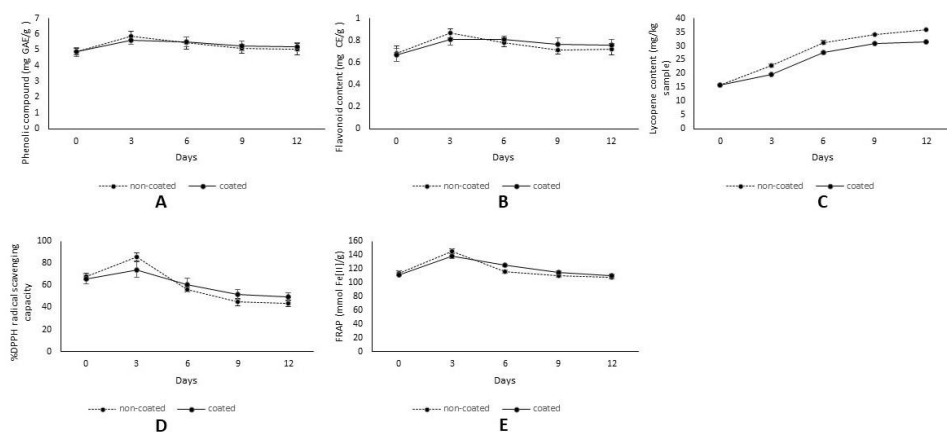 Phenolic compound (mg GAE/g )
7
6
5
4
3
2
1
0
0 3 6 9 12
Days
non-coated coated
A
Flavonoid content (mg CE/g )
1
0.8
0.6
0.4
0.2
0
0 3 6 9 12
Days
non-coated coated
B
Lycopene content (mg/kg
sample)
40
35
30
25
20
15
10
5
0
0 3 6 9 12
Days
non-coated coated
C
%DPPH radical scavenging
capacity
100
80
60
40
20
0
0 3 6 9 12
Days
non-coated coated
D
FRAP (mmol Fe[II]/g)
160
140
120
100
80
60
40
20
0
0 3 6 9 12
Days
non-coated coated
E